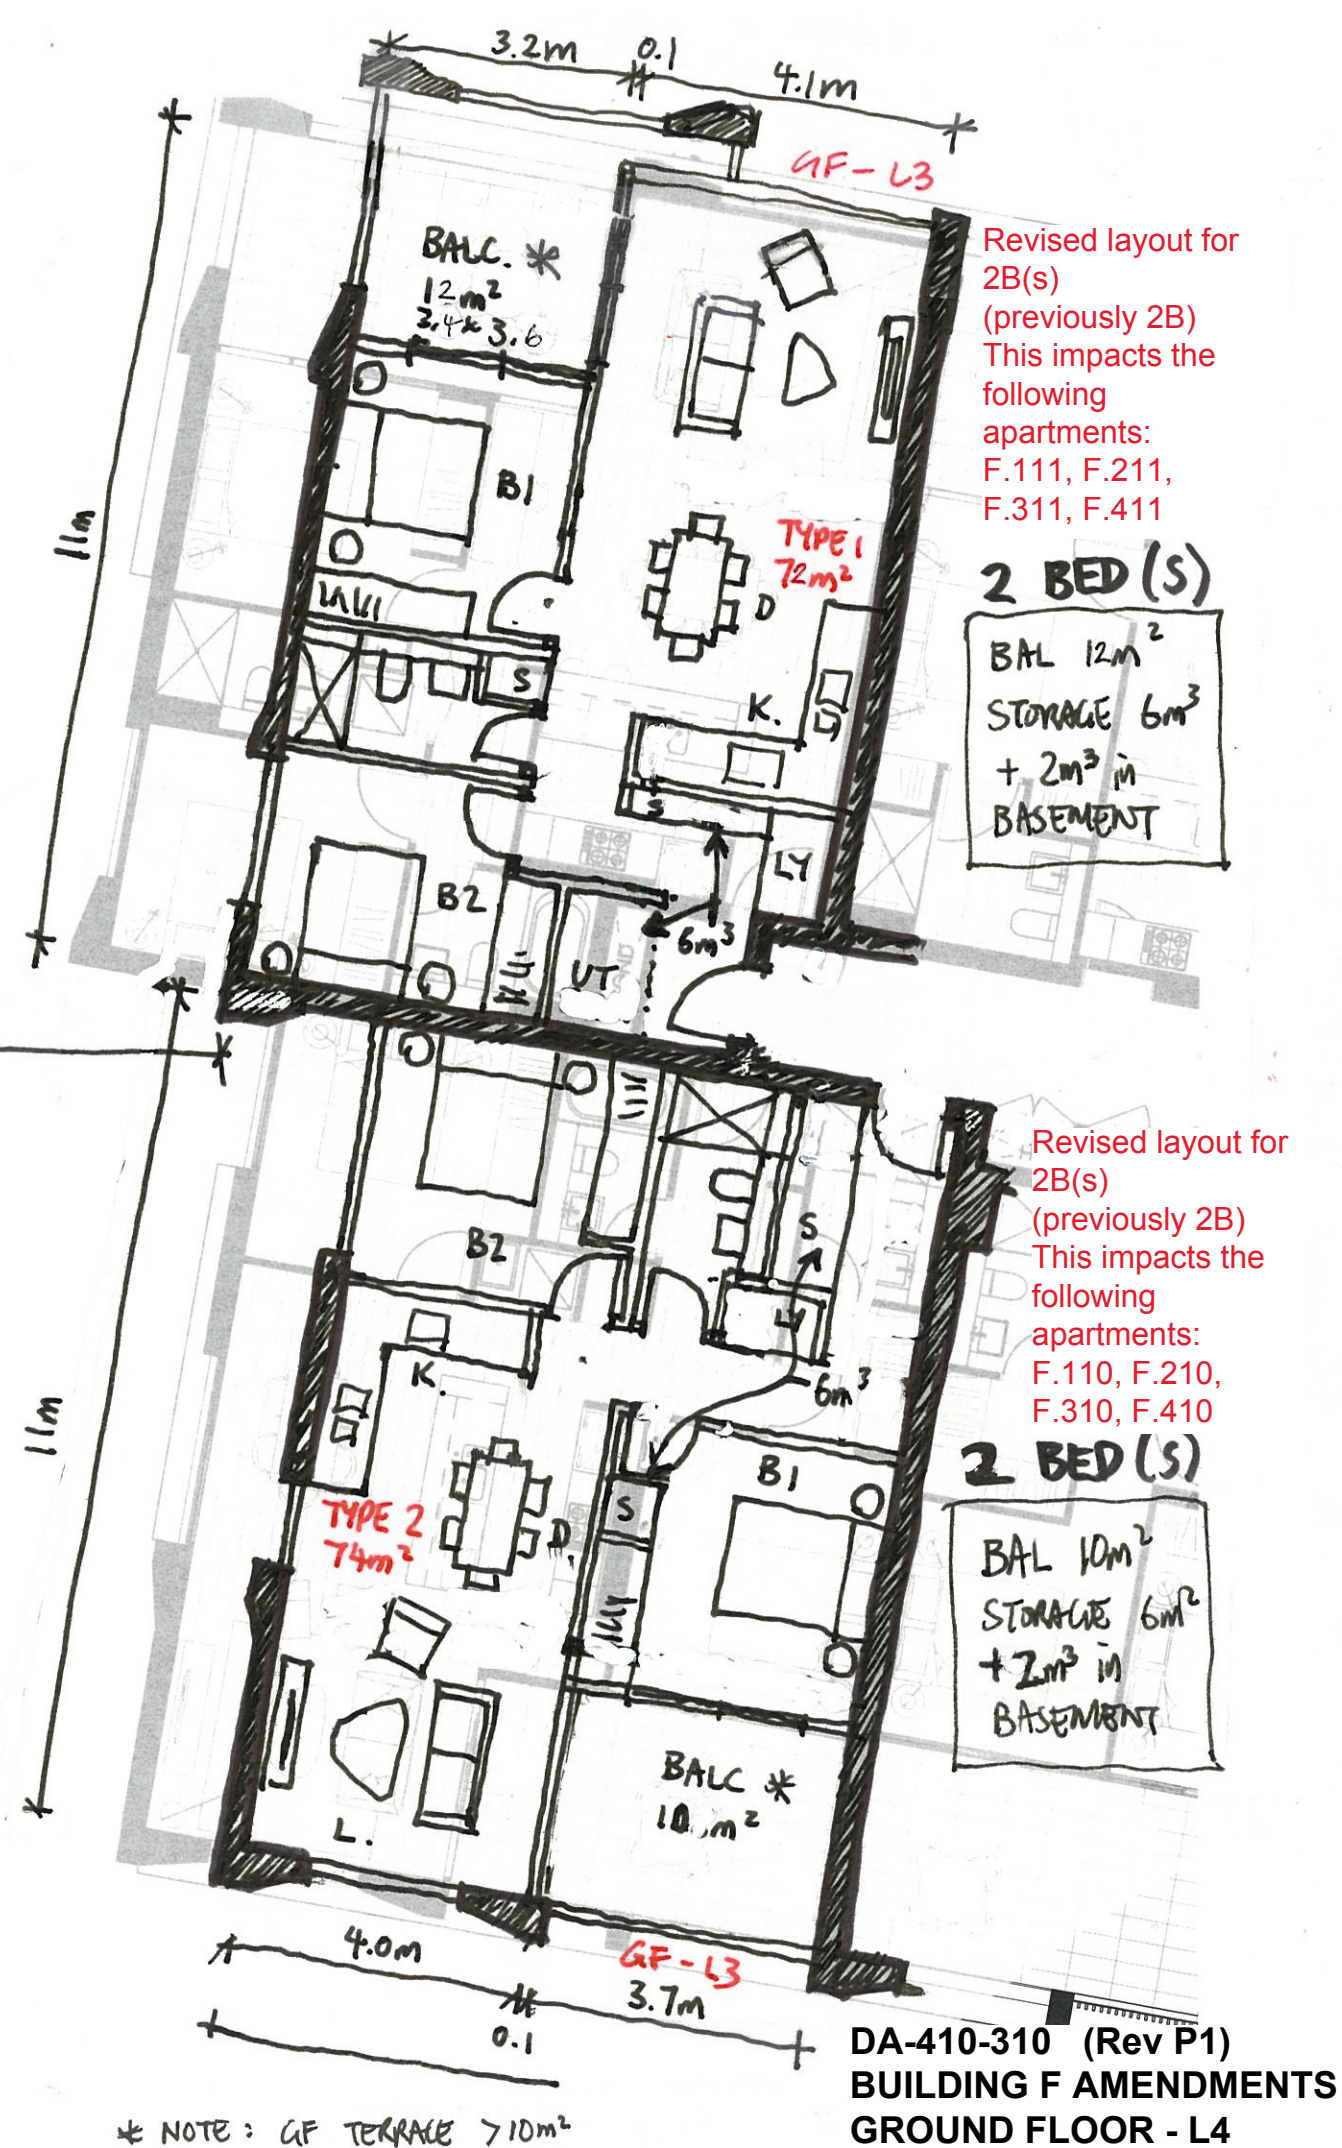 3.2m 0.1 4.1m
GF - L3
11m
BALC. *
12m²
3.4 x 3.6
B1
TYPE 1
72m²
D
S
K.
S
LY
B2
6m³
UT
Revised layout for
2B(s)
(previously 2B)
This impacts the
following
apartments:
F.111, F.211,
F.311, F.411
2 BED (S)
BAL 12m²
STORAGE 6m³
+ 2m³ in
BASEMENT
11m
B2
S
LY
K.
6m³
B1
S
TYPE 2
74m²
D.
L.
BALC *
10 m²
Revised layout for
2B(s)
(previously 2B)
This impacts the
following
apartments:
F.110, F.210,
F.310, F.410
2 BED (S)
BAL 10m²
STORAGE 6m²
+ 2m³ in
BASEMENT
4.0m
GF - L3
3.7m
0.1
DA-410-310 (Rev P1)
BUILDING F AMENDMENTS
GROUND FLOOR - L4
* NOTE : GF TERRACE >10m²